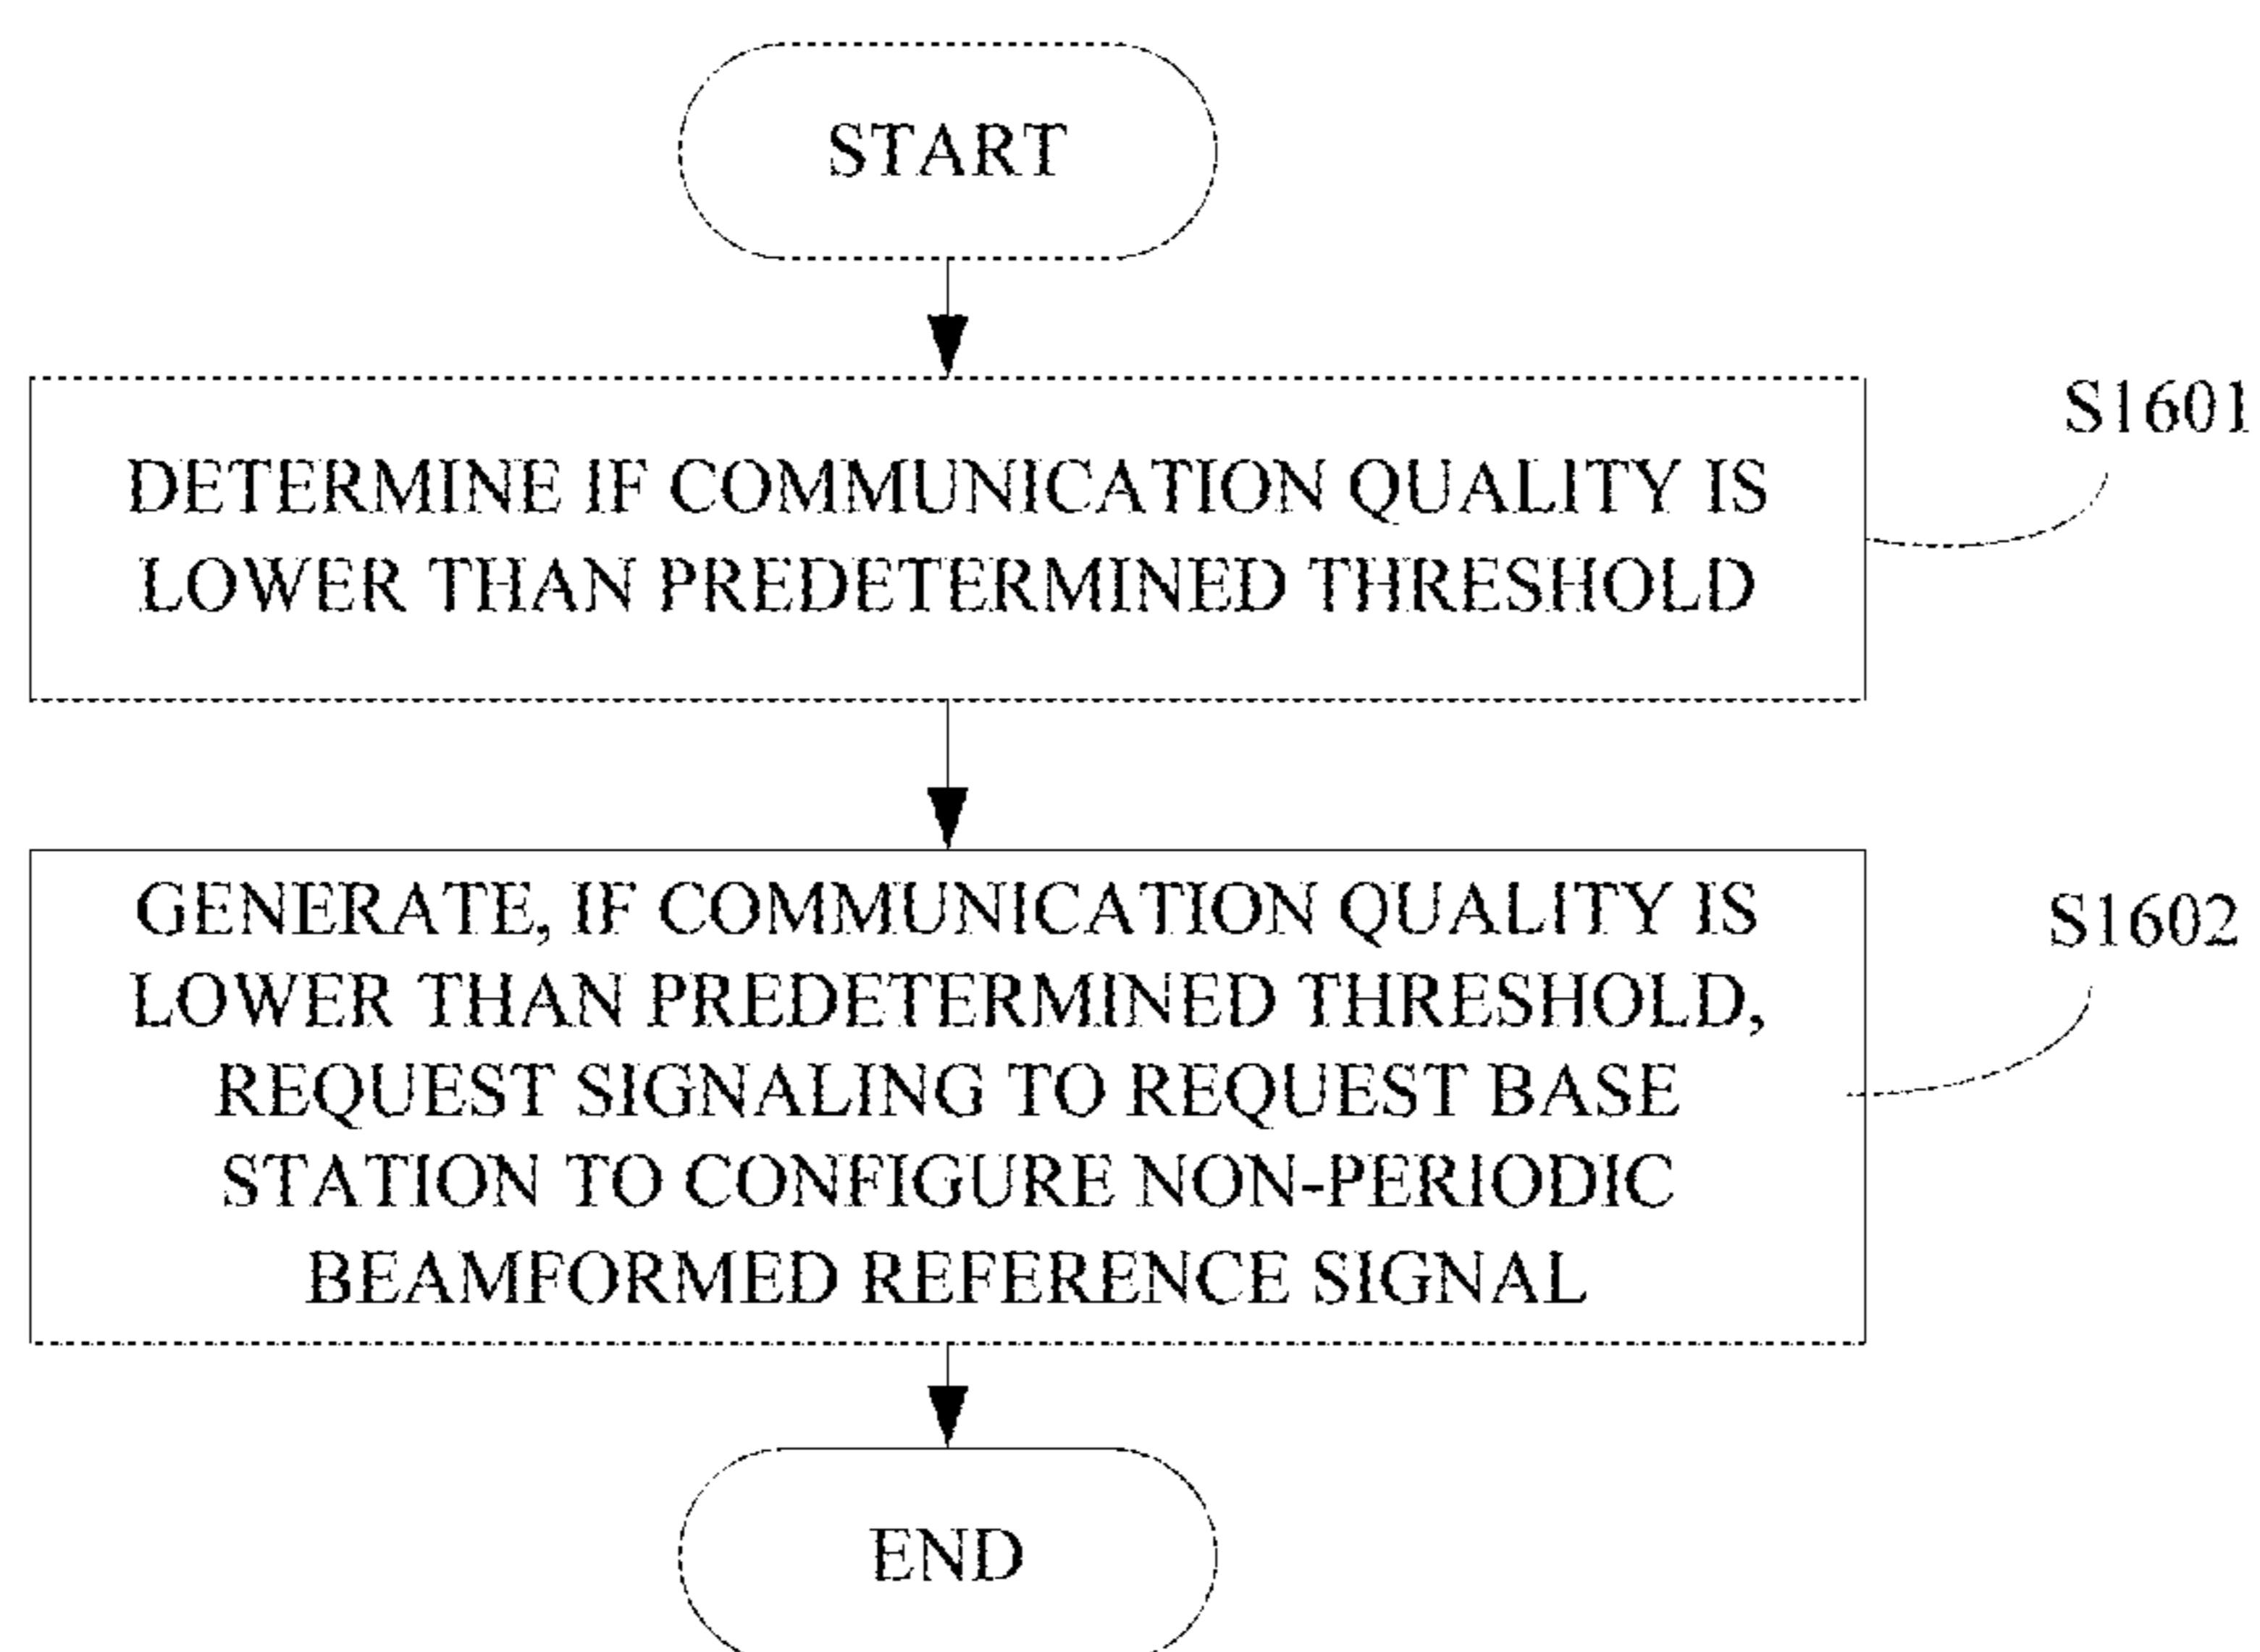 START
S1601
DETERMINE IF COMMUNICATION QUALITY IS
LOWER THAN PREDETERMINED THRESHOLD
GENERATE, IF COMMUNICATION QUALITY IS
S1602
LOWER THAN PREDETERMINED THRESHOLD,
REQUEST SIGNALING TO REQUEST BASE
STATION TO CONFIGURE NON-PERIODIC
BEAMFORMED REFERENCE SIGNAL
END